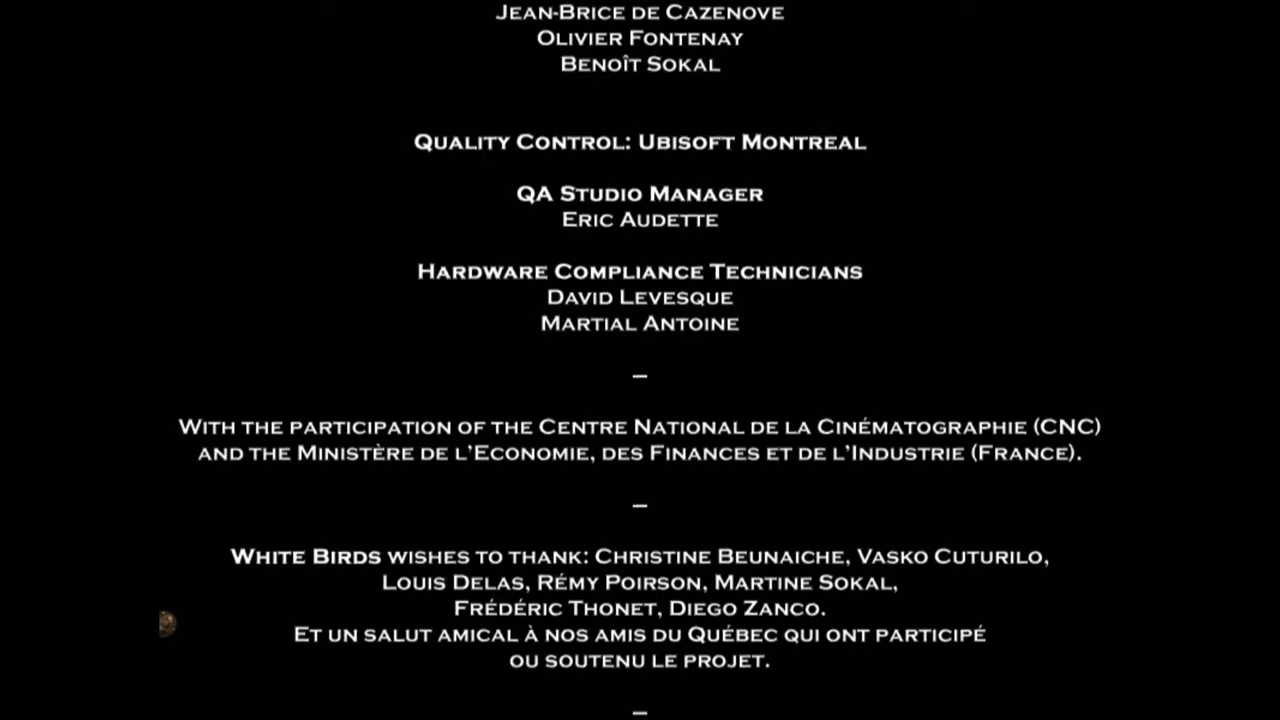 Jean-Brice de Cazenove
Olivier Fontenay
Benoît Sokal
Quality Control: Ubisoft Montreal
QA Studio Manager
Eric Audette
Hardware Compliance Technicians
David Levesque
Martial Antoine
–
With the participation of the Centre National de la Cinématographie (CNC)
and the Ministère de l'Economie, des Finances et de l'Industrie (France).
–
White Birds wishes to thank: Christine Beunaiche, Vasko Cuturilo,
Louis Delas, Rémy Poirson, Martine Sokal,
Frédéric Thonet, Diego Zanco.
Et un salut amical à nos amis du Québec qui ont participé
ou soutenu le projet.
–